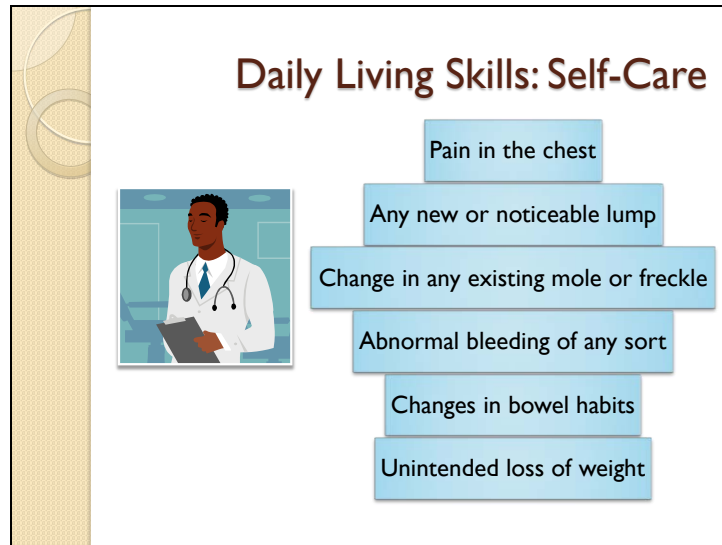 Daily Living Skills: Self-Care
Pain in the chest
Any new or noticeable lump
Change in any existing mole or freckle
Abnormal bleeding of any sort
Changes in bowel habits
Unintended loss of weight